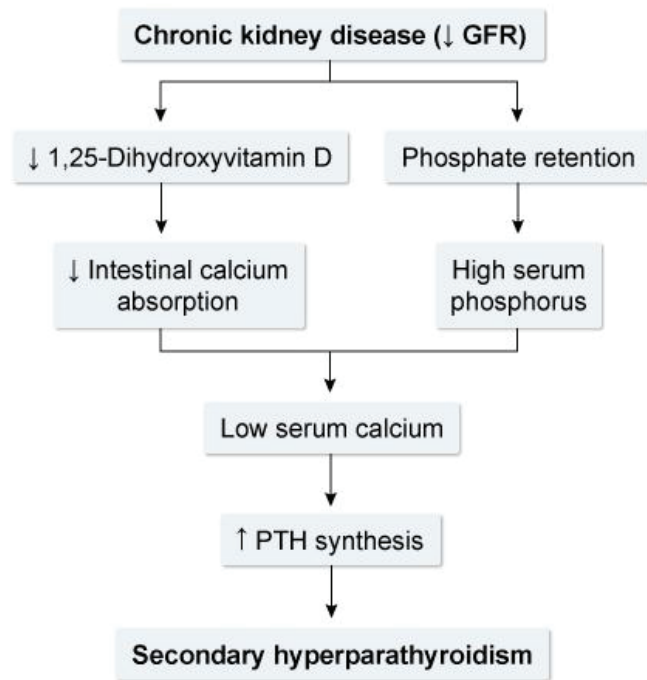 Chronic kidney disease (↓ GFR)
↓ 1,25-Dihydroxyvitamin D
Phosphate retention
↓ Intestinal calcium
absorption
High serum
phosphorus
Low serum calcium
↑ PTH synthesis
Secondary hyperparathyroidism